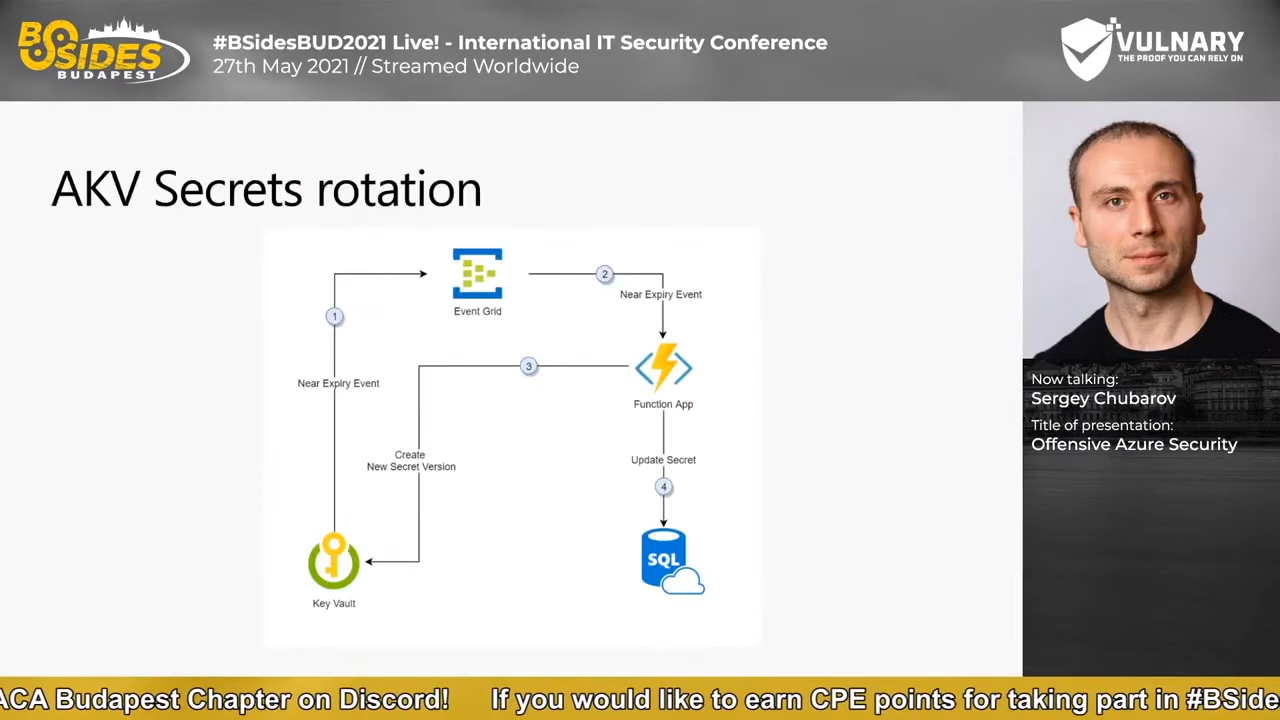 BSIDES
BUDAPEST
#BSidesBUD2021 Live! - International IT Security Conference
27th May 2021 // Streamed Worldwide
VULNARY
THE PROOF YOU CAN RELY ON
AKV Secrets rotation
1
2
3
4
Near Expiry Event
Event Grid
Near Expiry Event
Function App
Create
New Secret Version
Update Secret
SQL
Key Vault
Now talking:
Sergey Chubarov
Title of presentation:
Offensive Azure Security
ACA Budapest Chapter on Discord! If you would like to earn CPE points for taking part in #BSide